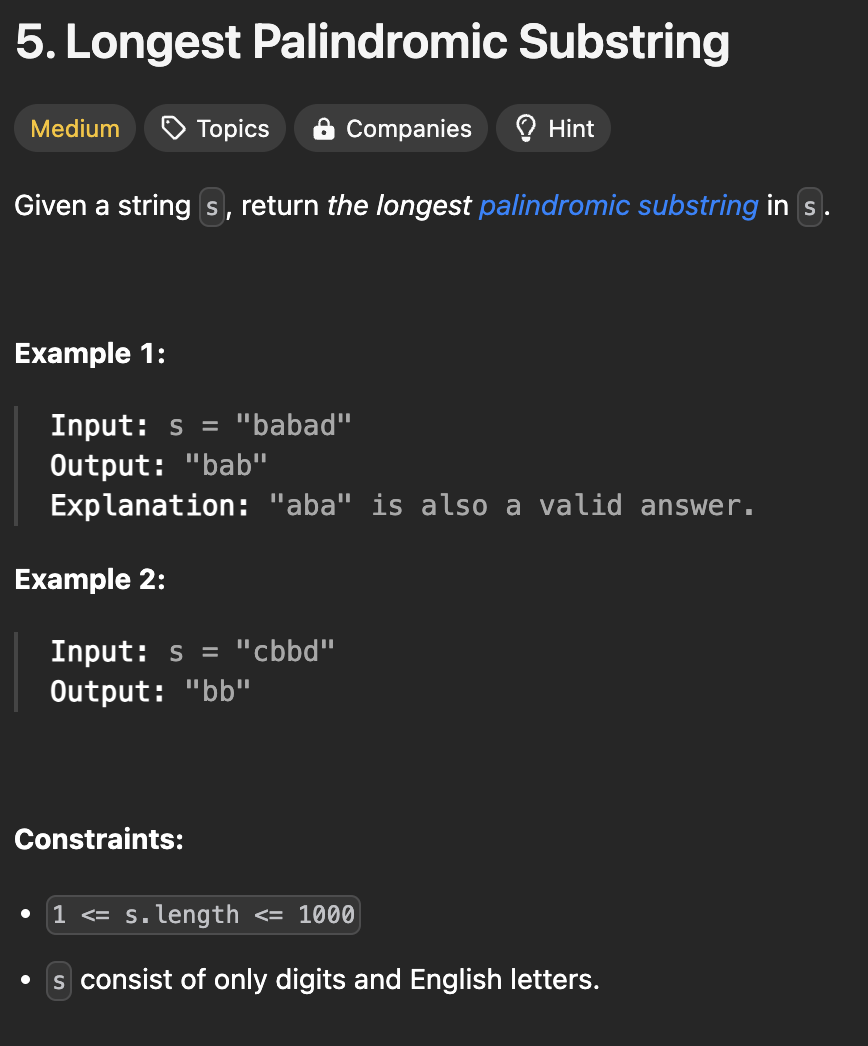 5. Longest Palindromic Substring
Medium Topics Companies Hint
Given a string s, return the longest palindromic substring in s.
Example 1:
Input: s = "babad"
Output: "bab"
Explanation: "aba" is also a valid answer.
Example 2:
Input: s = "cbbd"
Output: "bb"
Constraints:
• 1 <= s.length <= 1000
• s consist of only digits and English letters.